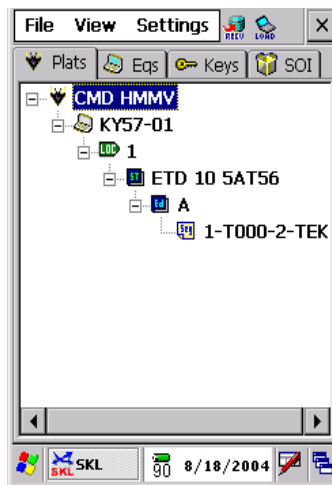 File View Settings RECV LOAD X
Plats Eqs Keys SOI
CMD HMMV
KY57-01
LOC 1
ST ETD 10 5AT56
Ed A
Seg 1-T000-2-TEK
SKL SKL 90 8/18/2004